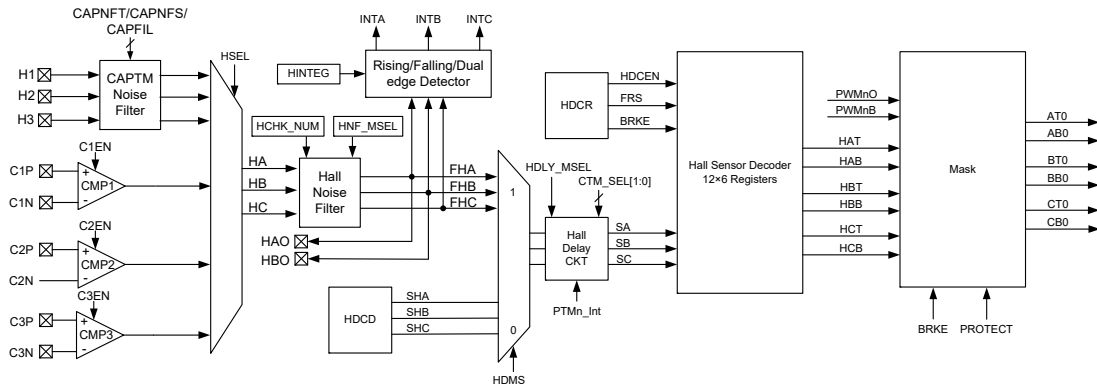 CAPNFT/CAPNFS/
CAPFIL
H1
H2
H3
CAPTM
Noise
Filter
HSEL
C1EN
C1P
C1N
+
-
CMP1
C2EN
C2P
C2N
+
-
CMP2
C3EN
C3P
C3N
+
-
CMP3
HA
HB
HC
INTA
INTB
INTC
HINTEG
Rising/Falling/Dual
edge Detector
HCHK_NUM
HNF_MSEL
Hall
Noise
Filter
FHA
FHB
FHC
HAO
HBO
HDCD
SHA
SHB
SHC
1
0
HDMS
HDLY_MSEL
CTM_SEL[1:0]
Hall
Delay
CKT
PTMn_Int
SA
SB
SC
HDCR
HDCEN
FRS
BRKE
Hall Sensor Decoder
12×6 Registers
PWMnO
PWMnB
HAT
HAB
HBT
HBB
HCT
HCB
Mask
BRKE
PROTECT
AT0
AB0
BT0
BB0
CT0
CB0